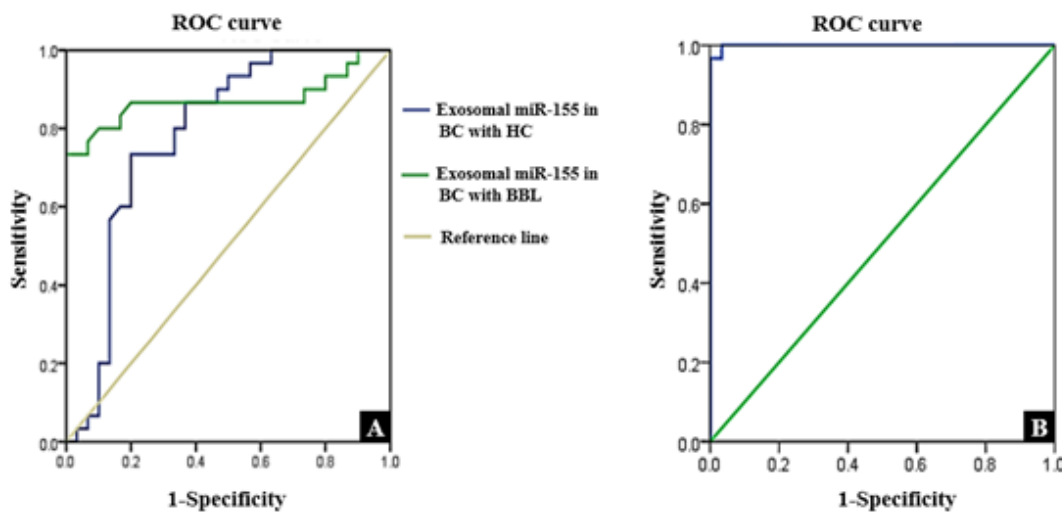 ROC curve
1.0
0.8
0.6
0.4
0.2
0.0
Sensitivity
0.0 0.2 0.4 0.6 0.8 1.0
1-Specificity
A
Exosomal miR-155 in
BC with HC
Exosomal miR-155 in
BC with BBL
Reference line
ROC curve
1.0
0.8
0.6
0.4
0.2
0.0
Sensitivity
0.0 0.2 0.4 0.6 0.8 1.0
1-Specificity
B